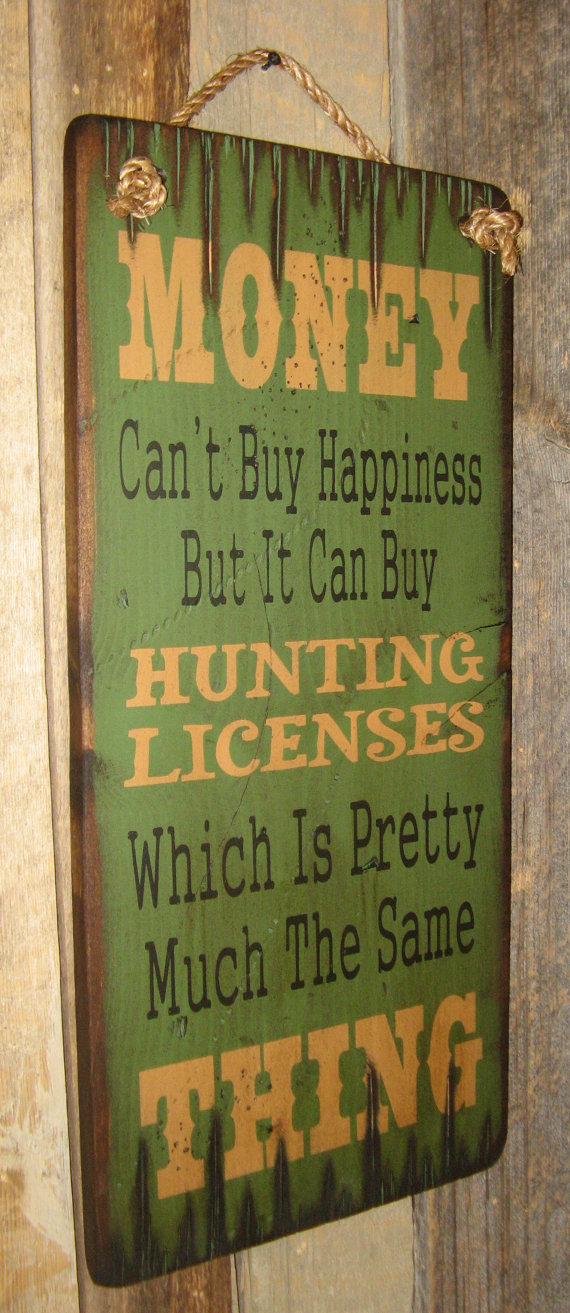 MONEY
Can't Buy Happiness
But It Can Buy
HUNTING
LICENSES
Which Is Pretty
Much The Same
THING